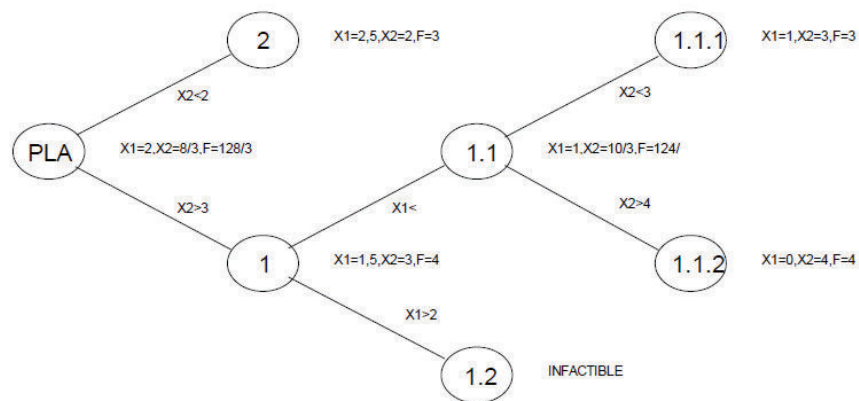 2
X1=2,5,X2=2,F=3
1.1.1
X1=1,X2=3,F=3
X2<2
X2<3
PLA
X1=2,X2=8/3,F=128/3
1.1
X1=1,X2=10/3,F=124/
X2>3
X1<
X2>4
1
X1=1,5,X2=3,F=4
1.1.2
X1=0,X2=4,F=4
X1>2
1.2
INFACTIBLE